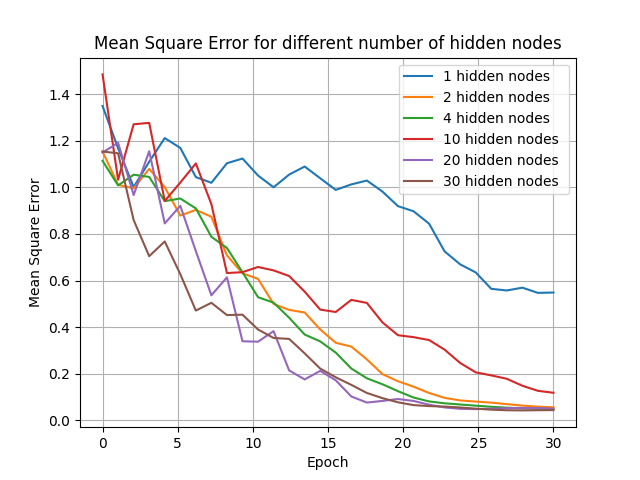 Mean Square Error for different number of hidden nodes
1 hidden nodes
2 hidden nodes
4 hidden nodes
10 hidden nodes
20 hidden nodes
30 hidden nodes
Mean Square Error
1.4
1.2
1.0
0.8
0.6
0.4
0.2
0.0
0 5 10 15 20 25 30
Epoch